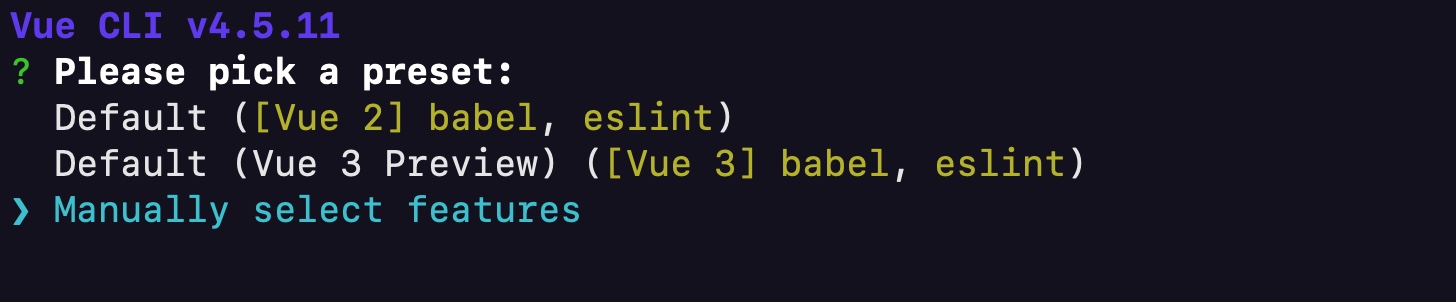 Vue CLI v4.5.11
? Please pick a preset:
Default ([Vue 2] babel, eslint)
Default (Vue 3 Preview) ([Vue 3] babel, eslint)
❯ Manually select features